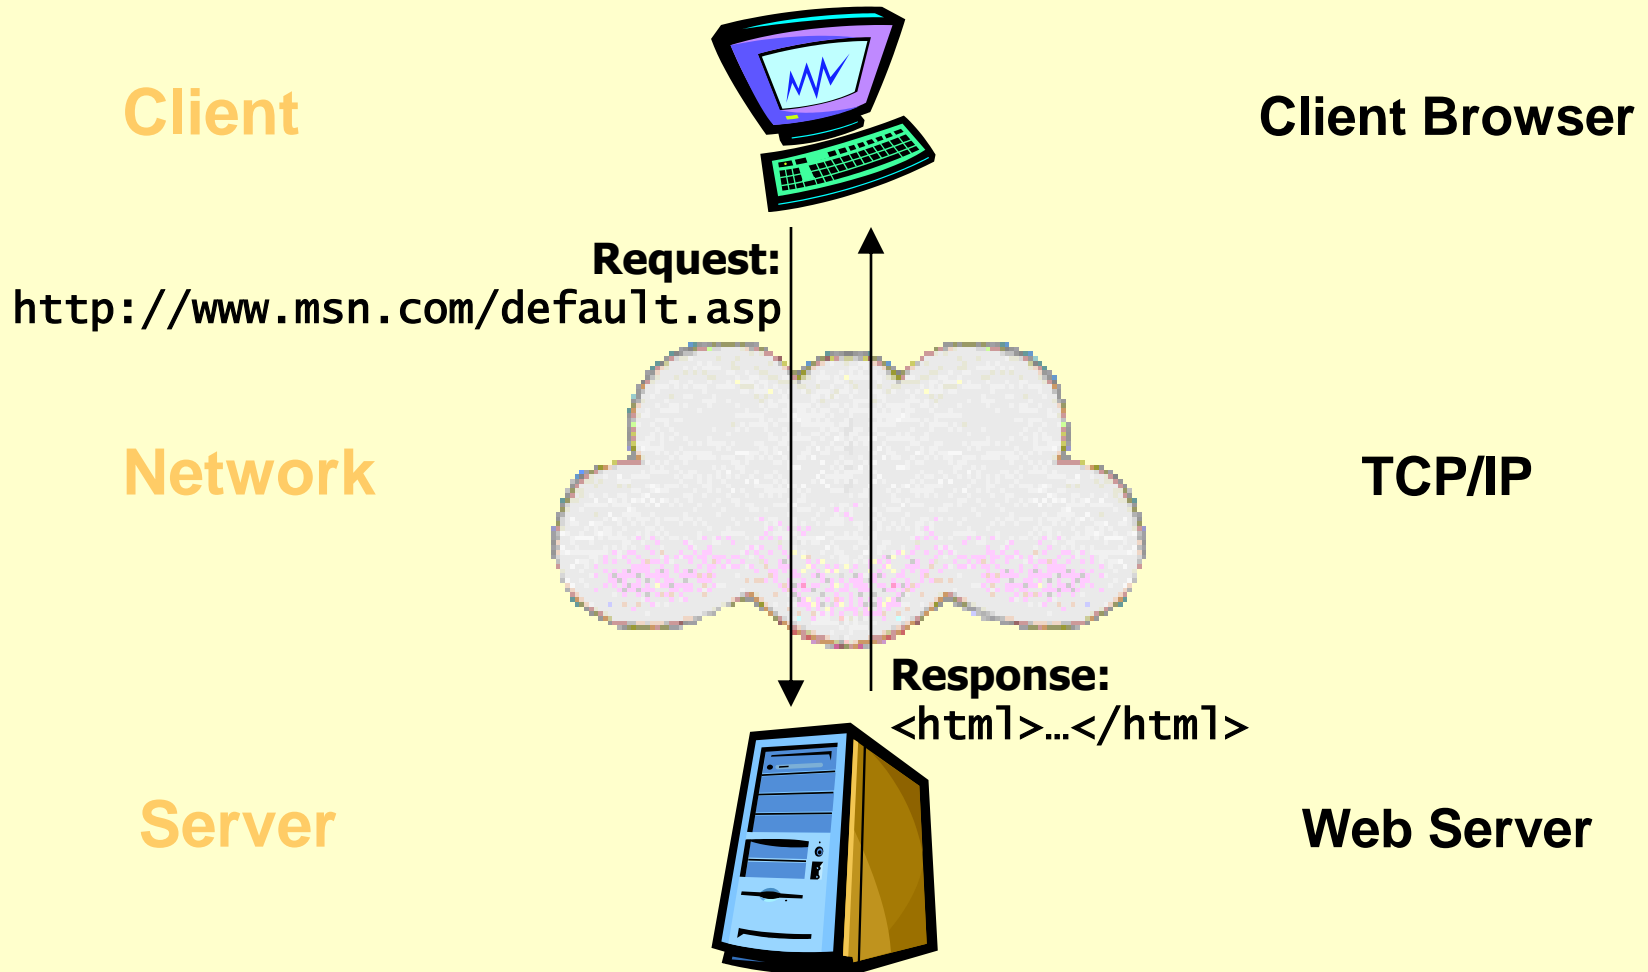 Client
Client Browser
Request:
http://www.msn.com/default.asp
Network
TCP/IP
Response:
<html>…</html>
Server
Web Server